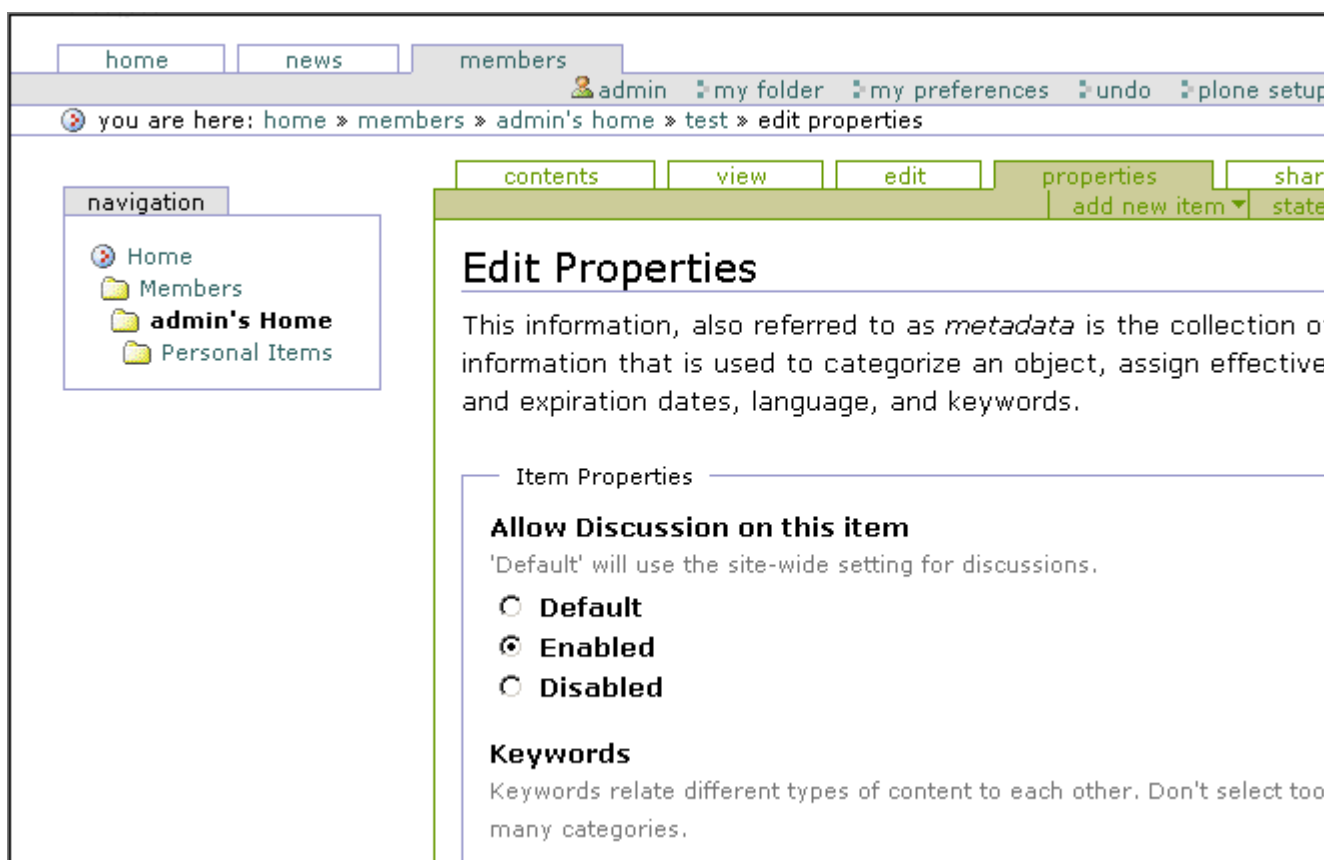 home news members
admin my folder my preferences undo plone setup
you are here: home » members » admin's home » test » edit properties
contents view edit properties shar
add new item state
navigation
Home
Members
admin's Home
Personal Items
Edit Properties
This information, also referred to as metadata is the collection of
information that is used to categorize an object, assign effective
and expiration dates, language, and keywords.
Item Properties
Allow Discussion on this item
'Default' will use the site-wide setting for discussions.
Default
Enabled
Disabled
Keywords
Keywords relate different types of content to each other. Don't select too
many categories.